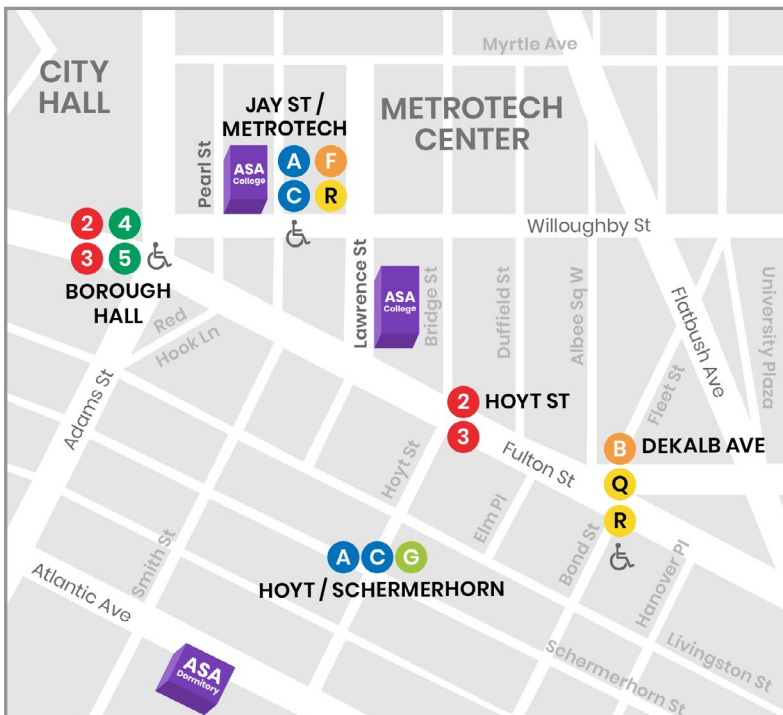 Myrtle Ave
CITY
HALL
JAY ST /
METROTECH
METROTECH
CENTER
Pearl St
ASA
College
A
F
C
R
Willoughby St
2
4
3
5
BOROUGH
HALL
Red
Hook Ln
Lawrence St
ASA
College
Bridge St
Duffield St
Albee Sq W
Flatbush Ave
University Plaza
Fleet St
Adams St
2
HOYT ST
3
Fulton St
B
DEKALB AVE
Q
R
Hoyt St
Elm Pl
Bond St
Hanover Pl
Smith St
A
C
G
HOYT / SCHERMERHORN
Atlantic Ave
Livingston St
Schermerhorn St
ASA
Dormitory